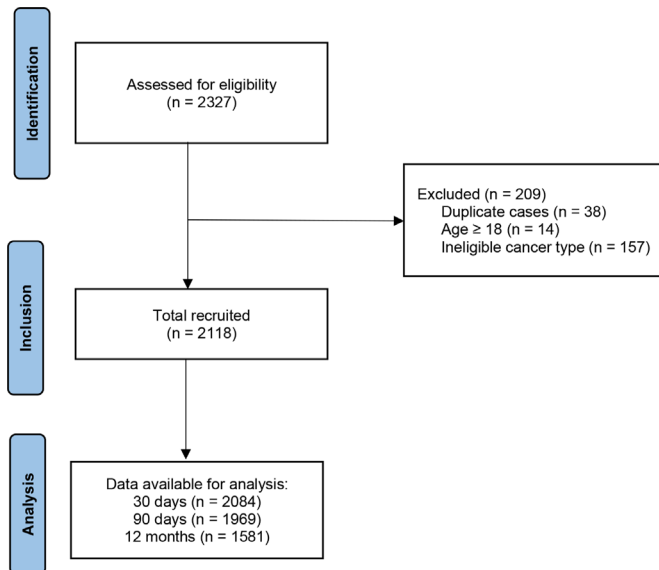 Identification
Assessed for eligibility
(n = 2327)
Excluded (n = 209)
Duplicate cases (n = 38)
Age ≥ 18 (n = 14)
Ineligible cancer type (n = 157)
Inclusion
Total recruited
(n = 2118)
Analysis
Data available for analysis:
30 days (n = 2084)
90 days (n = 1969)
12 months (n = 1581)